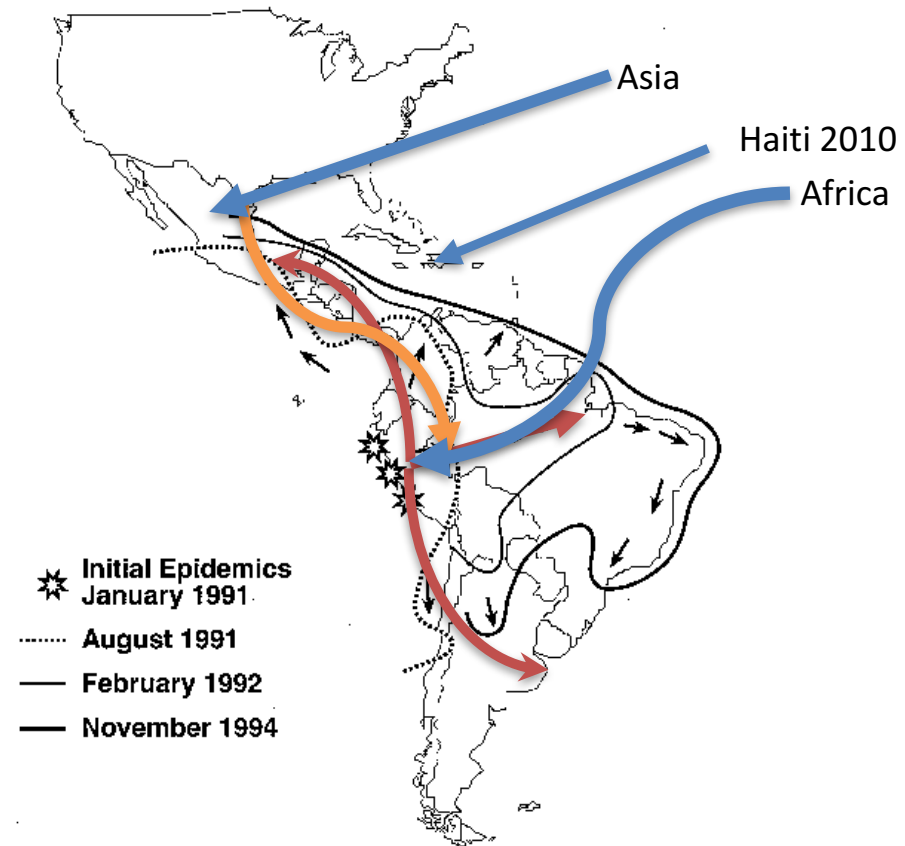 Asia
Haiti 2010
Africa
Initial Epidemics
January 1991
August 1991
February 1992
November 1994